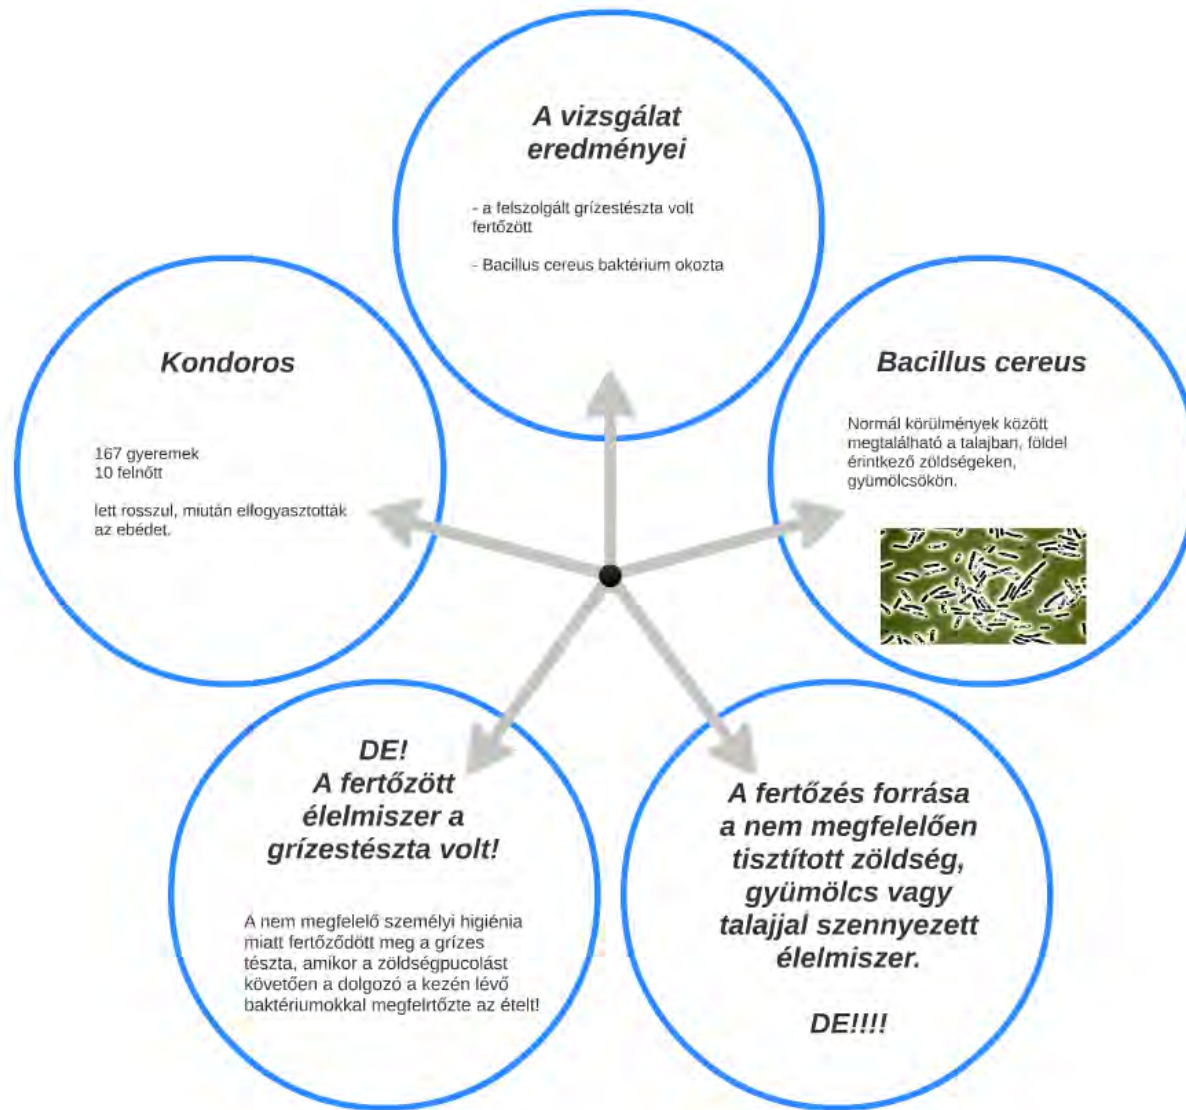 A vizsgálat
eredményei
- a felszolgált grízestészta volt
fertőzött
- Bacillus cereus baktérium okozta
Kondoros
167 gyeremek
10 felnőtt
lett rosszul, miután elfogyasztották
az ebédet.
Bacillus cereus
Normál körülmények között
megtalálható a talajban, földel
érintkező zöldségeken,
gyümölcsökön.
DE!
A fertőzött
élelmiszer a
grízestészta volt!
A nem megfelelő személyi higiénia
miatt fertőződött meg a grízes
tészta, amikor a zöldségpucolást
követően a dolgozó a kezén lévő
baktériumokkal megfelrtőzte az ételt!
A fertőzés forrása
a nem megfelelően
tisztított zöldség,
gyümölcs vagy
talajjal szennyezett
élelmiszer.
DE!!!!